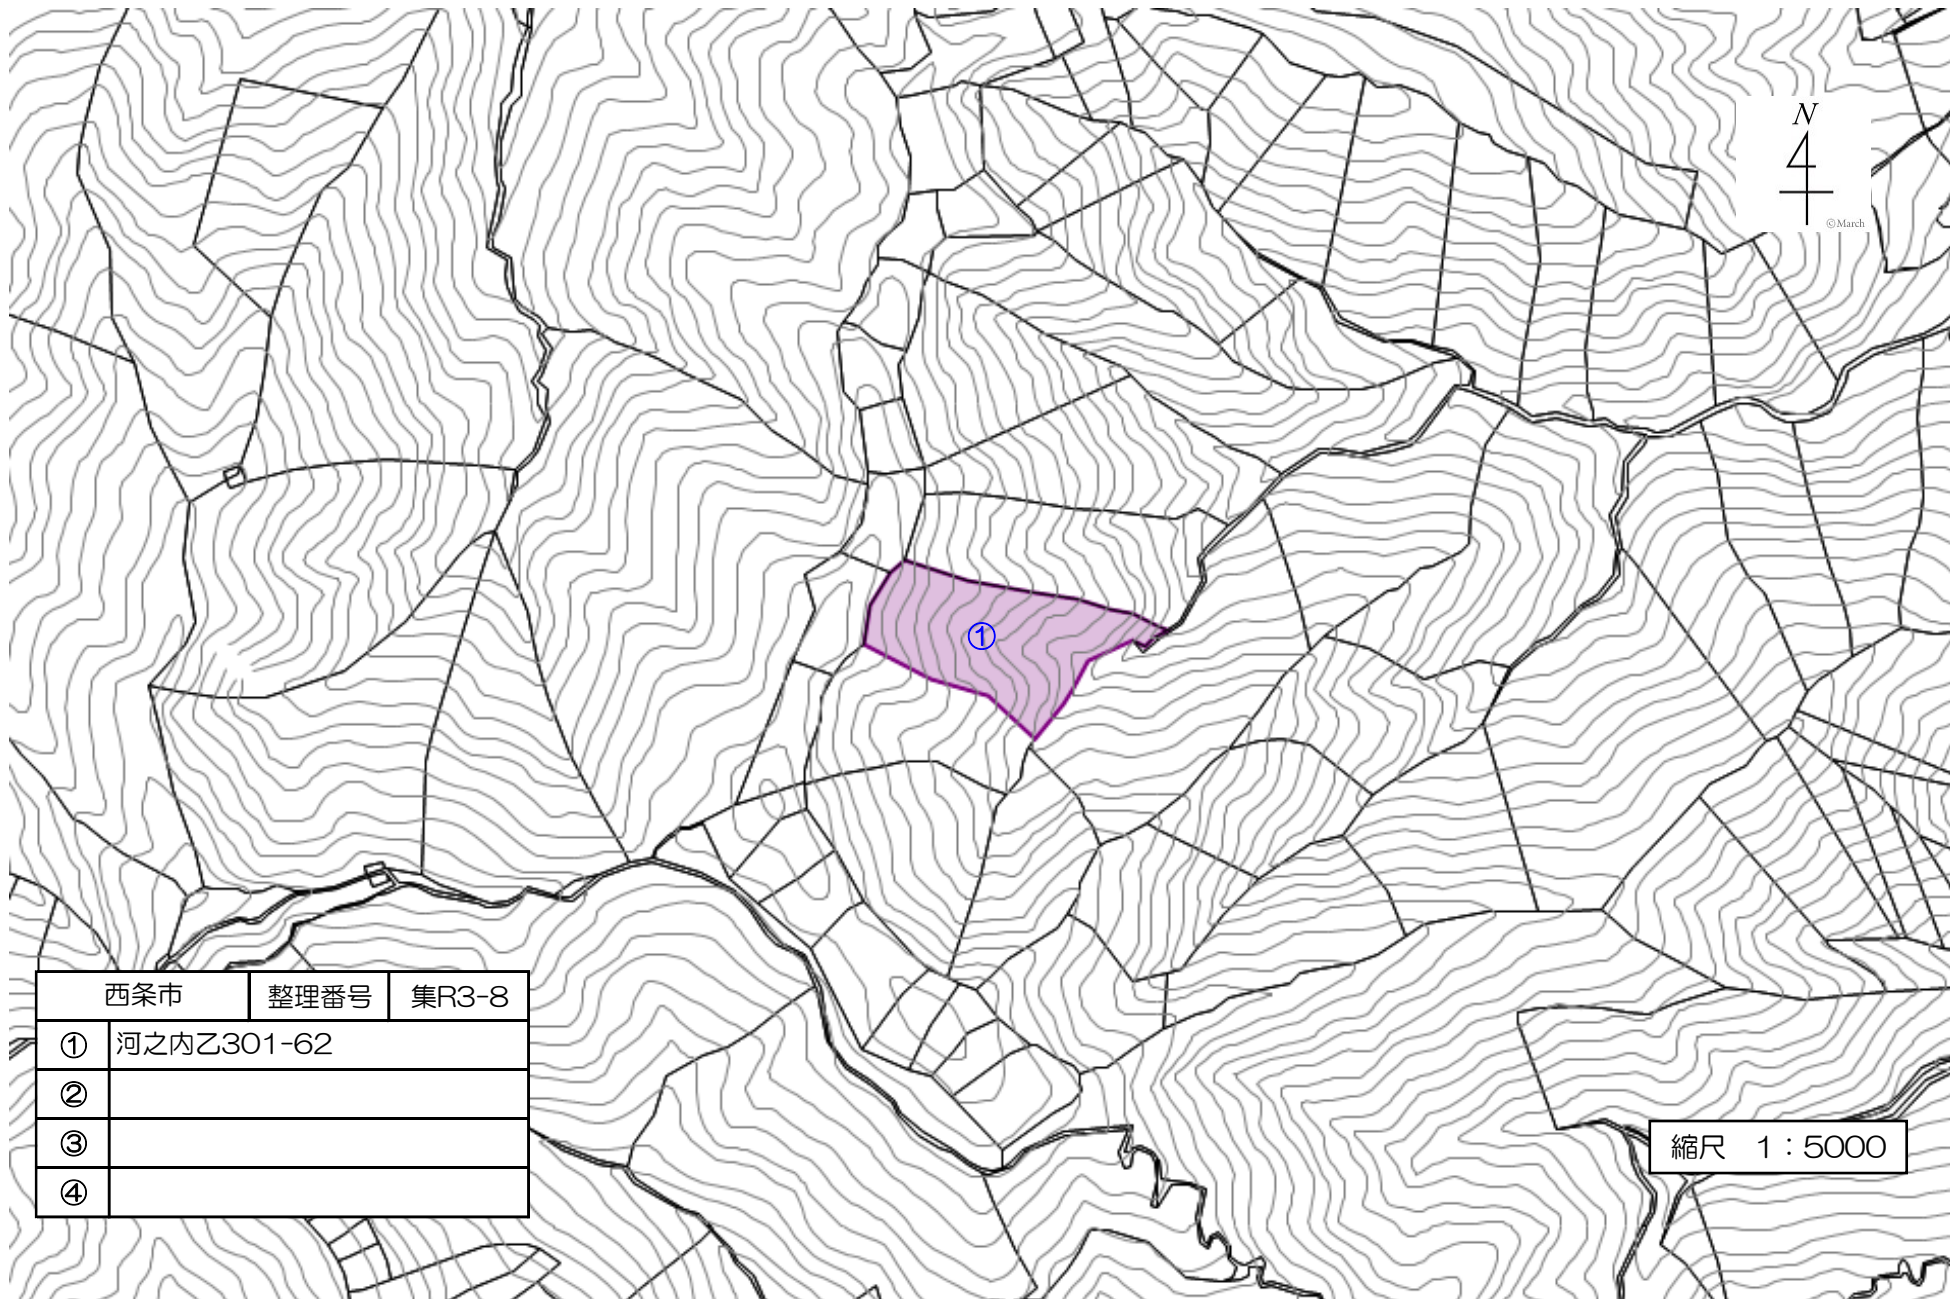 N
©March
①
西条市 整理番号 集R3-8
① 河之内乙301-62
②
③
④
縮尺 1：5000